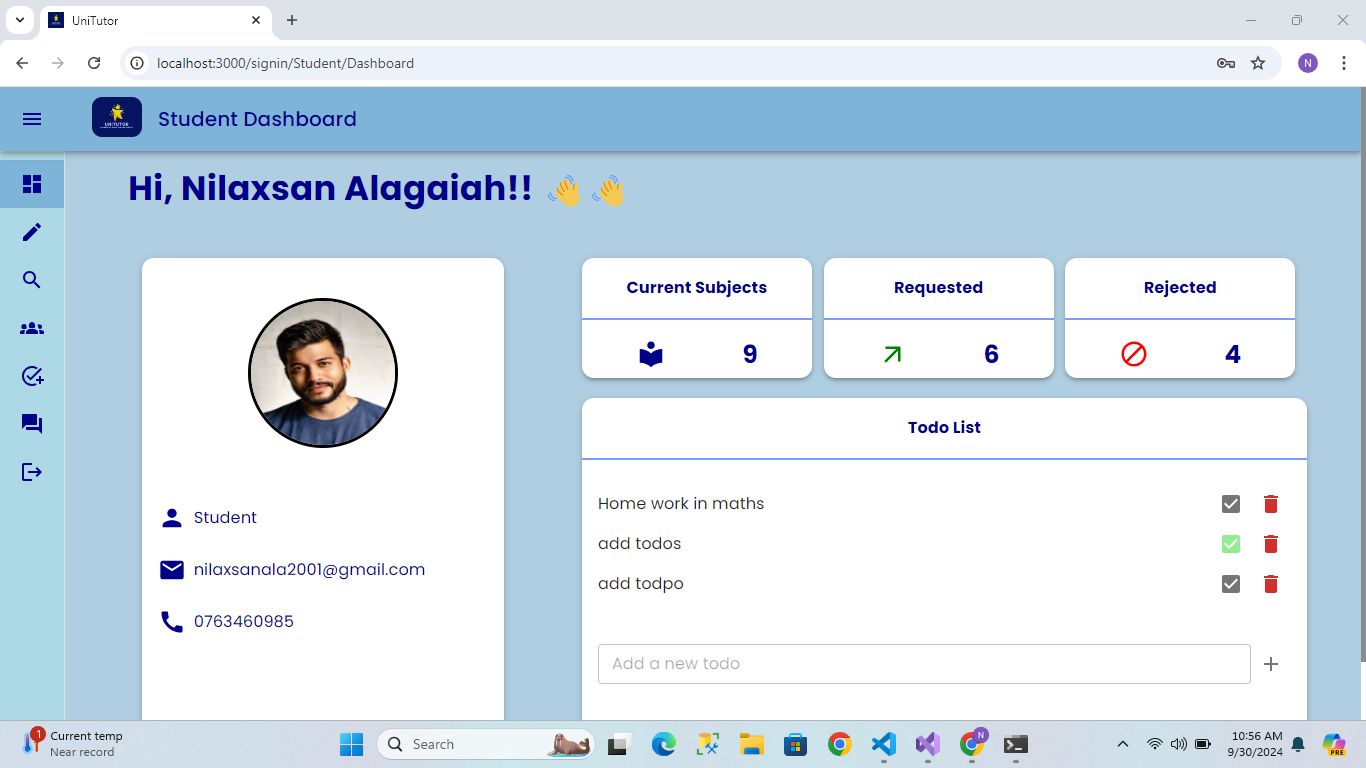 UniTutor
localhost:3000/signin/Student/Dashboard
N
UNITUTOR
Student Dashboard
Hi, Nilaxsan Alagaiah!! 👋 👋
Current Subjects
9
Requested
6
Rejected
4
Student
nilaxsanala2001@gmail.com
0763460985
Todo List
Home work in maths
add todos
add todpo
Add a new todo
1
Current temp
Near record
Search
N
10:56 AM
9/30/2024
PRE